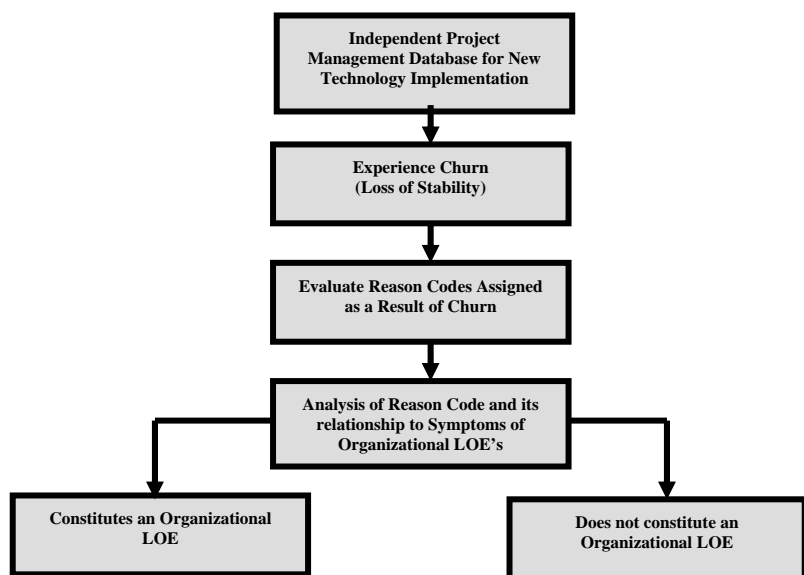 Independent Project
Management Database for New
Technology Implementation
Experience Churn
(Loss of Stability)
Evaluate Reason Codes Assigned
as a Result of Churn
Analysis of Reason Code and its
relationship to Symptoms of
Organizational LOE’s
Constitutes an Organizational
LOE
Does not constitute an
Organizational LOE